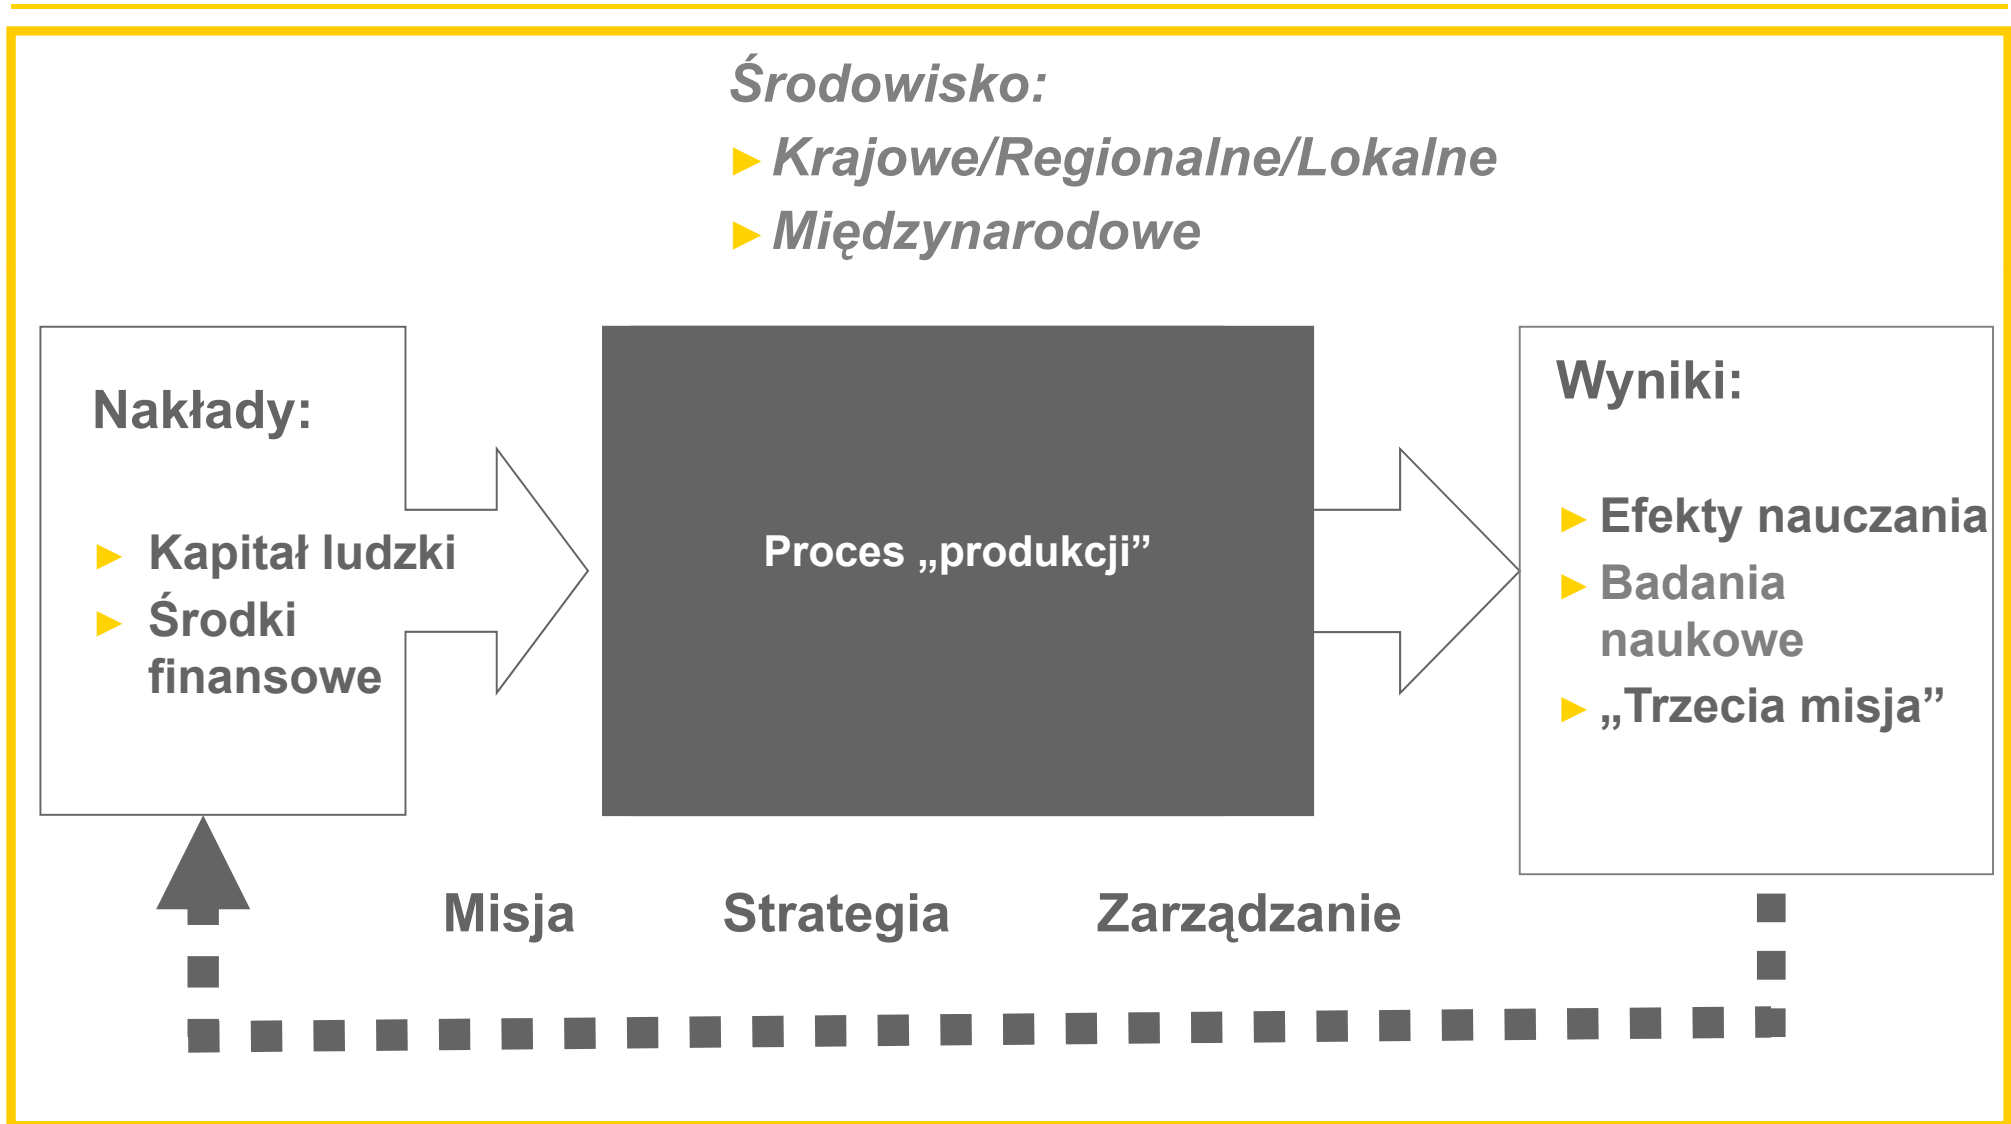 Środowisko:
► Krajowe/Regionalne/Lokalne
► Międzynarodowe
Nakłady:
► Kapitał ludzki
► Środki
finansowe
Proces „produkcji”
Wyniki:
► Efekty nauczania
► Badania
naukowe
► „Trzecia misja”
Misja Strategia Zarządzanie